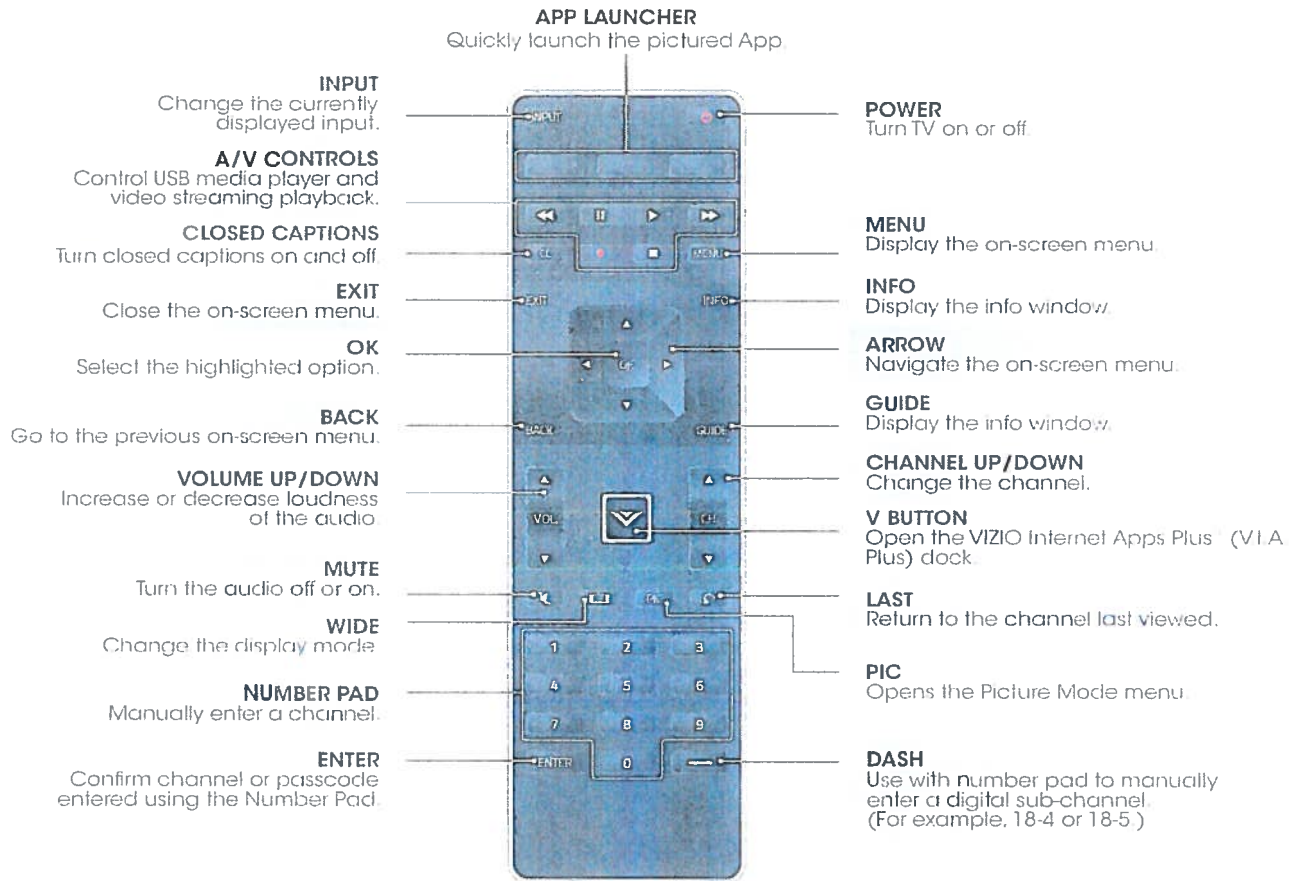 APP LAUNCHER
Quickly launch the pictured App.
INPUT
Change the currently
displayed input.
A/V CONTROLS
Control USB media player and
video streaming playback.
CLOSED CAPTIONS
Turn closed captions on and off.
EXIT
Close the on-screen menu.
OK
Select the highlighted option.
BACK
Go to the previous on-screen menu.
VOLUME UP/DOWN
Increase or decrease loudness
of the audio.
MUTE
Turn the audio off or on.
WIDE
Change the display mode
NUMBER PAD
Manually enter a channel.
ENTER
Confirm channel or passcode
entered using the Number Pad.
INPUT
CC
MENU
EXIT
INFO
OK
BACK
GUIDE
VOL
CH
PIC
1 2 3
4 5 6
7 8 9
ENTER 0
POWER
Turn TV on or off.
MENU
Display the on-screen menu.
INFO
Display the info window.
ARROW
Navigate the on-screen menu.
GUIDE
Display the info window.
CHANNEL UP/DOWN
Change the channel.
V BUTTON
Open the VIZIO Internet Apps Plus (V.I.A
Plus) dock.
LAST
Return to the channel last viewed.
PIC
Opens the Picture Mode menu.
DASH
Use with number pad to manually
enter a digital sub-channel.
(For example, 18-4 or 18-5.)